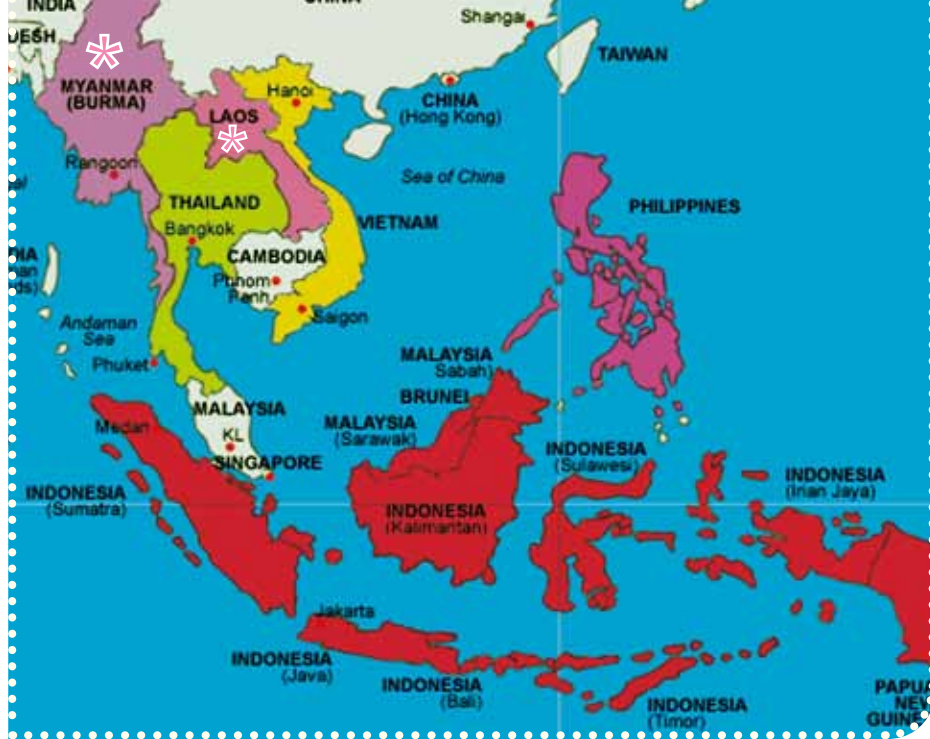 INDIA
CHINA
DESH
Shangai
TAIWAN
MYANMAR
(BURMA)
Hanoi
CHINA
(Hong Kong)
LAOS
Rangoon
Sea of China
THAILAND
Bangkok
VIETNAM
PHILIPPINES
CAMBODIA
Phnom
Penh
Saigon
Andaman
Sea
Phuket
MALAYSIA
Sabah)
BRUNEI
MALAYSIA
KL
MALAYSIA
(Sarawak)
Medan
SINGAPORE
INDONESIA
(Sulawesi)
INDONESIA
(Irian Jaya)
INDONESIA
(Sumatra)
INDONESIA
(Kalimantan)
Jakarta
INDONESIA
(Java)
INDONESIA
(Bali)
INDONESIA
(Timor)
PAPUA
NEW
GUINE